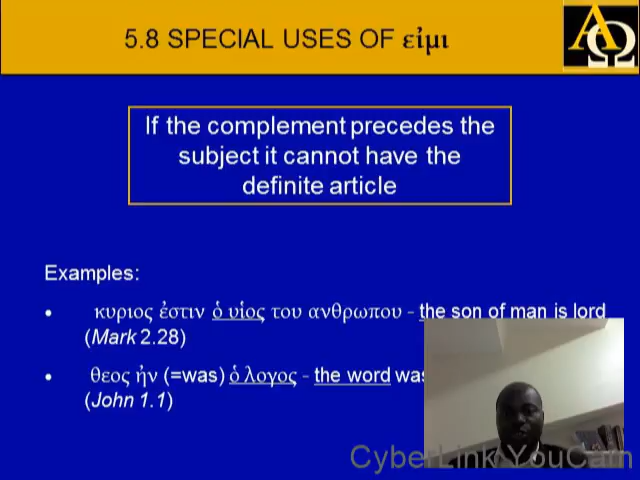 5.8 SPECIAL USES OF εἰμι
ΑΩ
If the complement precedes the
subject it cannot have the
definite article
Examples:
• κυριος ἐστιν ὁ υἱος του ανθρωπου - the son of man is lord
(Mark 2.28)
• θεος ἠν (=was) ὁ λογος - the word was
(John 1.1)
CyberLink YouCam